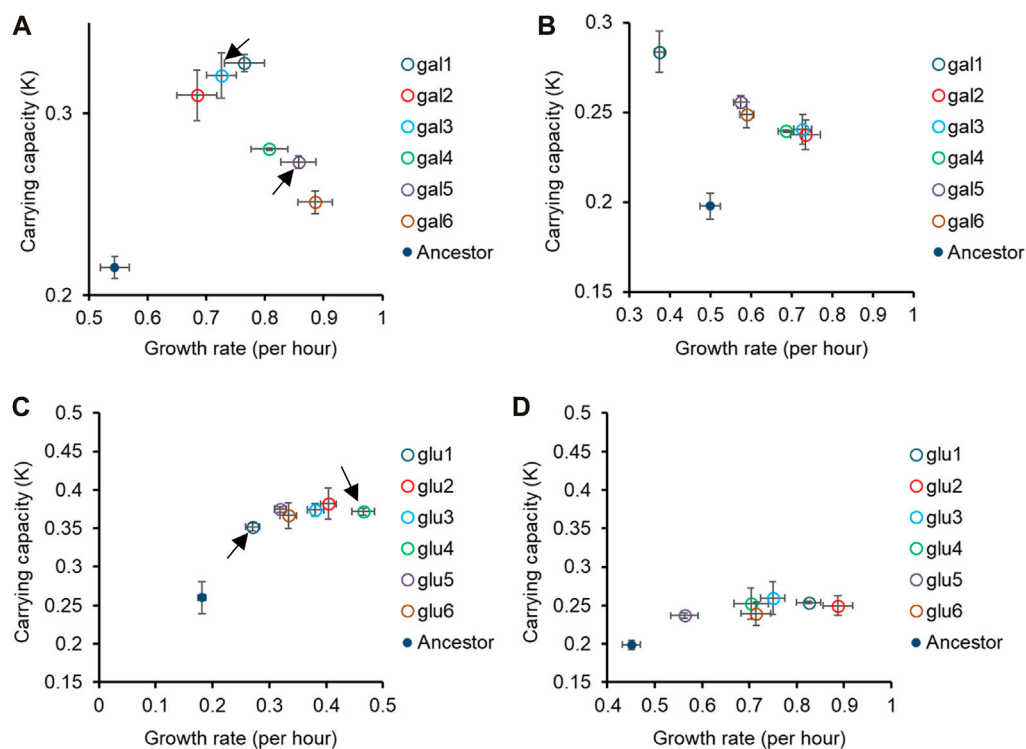 A
Carrying capacity (K)
0.3
0.2
0.5 0.6 0.7 0.8 0.9 1
Growth rate (per hour)
gal1
gal2
gal3
gal4
gal5
gal6
Ancestor
B
Carrying capacity (K)
0.3
0.25
0.2
0.15
0.3 0.4 0.5 0.6 0.7 0.8 0.9 1
Growth rate (per hour)
gal1
gal2
gal3
gal4
gal5
gal6
Ancestor
C
Carrying capacity (K)
0.5
0.45
0.4
0.35
0.3
0.25
0.2
0.15
0 0.1 0.2 0.3 0.4 0.5
Growth rate (per hour)
glu1
glu2
glu3
glu4
glu5
glu6
Ancestor
D
Carrying capacity (K)
0.5
0.45
0.4
0.35
0.3
0.25
0.2
0.15
0.4 0.5 0.6 0.7 0.8 0.9 1
Growth rate (per hour)
glu1
glu2
glu3
glu4
glu5
glu6
Ancestor